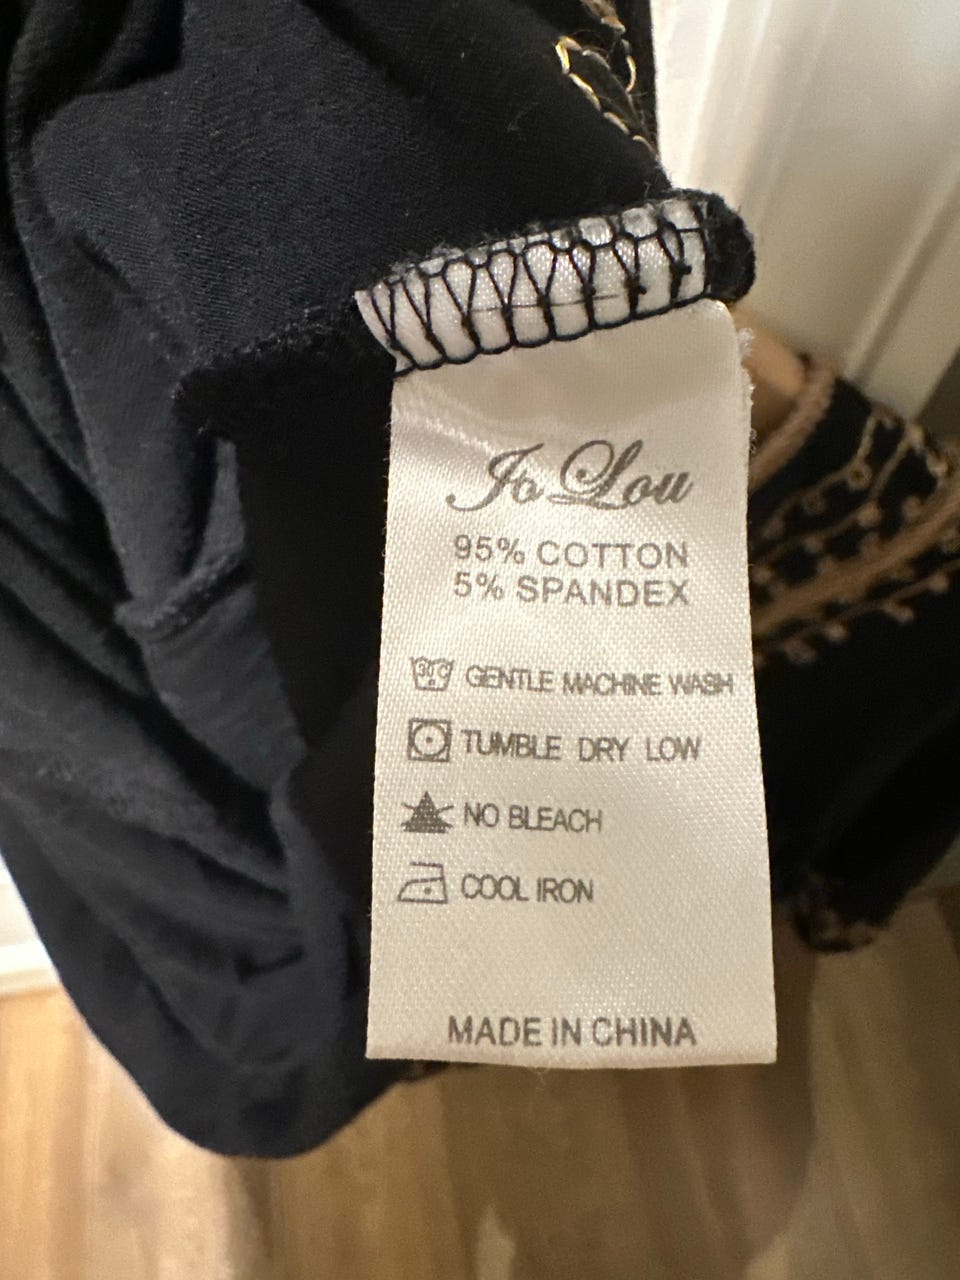 Jo Lou
95% COTTON
5% SPANDEX
GENTLE MACHINE WASH
TUMBLE DRY LOW
NO BLEACH
COOL IRON
MADE IN CHINA